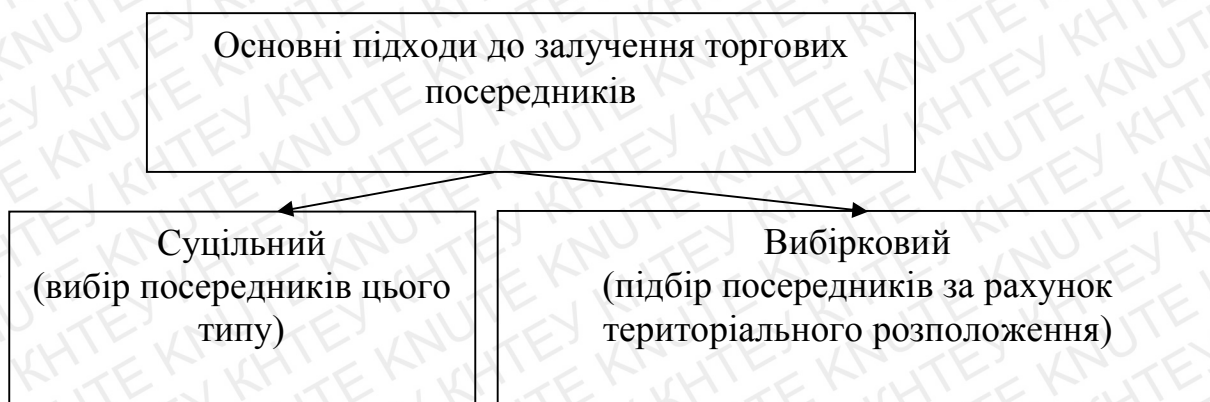 Основні підходи до залучення торгових
посередників
Суцільний
(вибір посередників цього
типу)
Вибірковий
(підбір посередників за рахунок
територіального розположення)